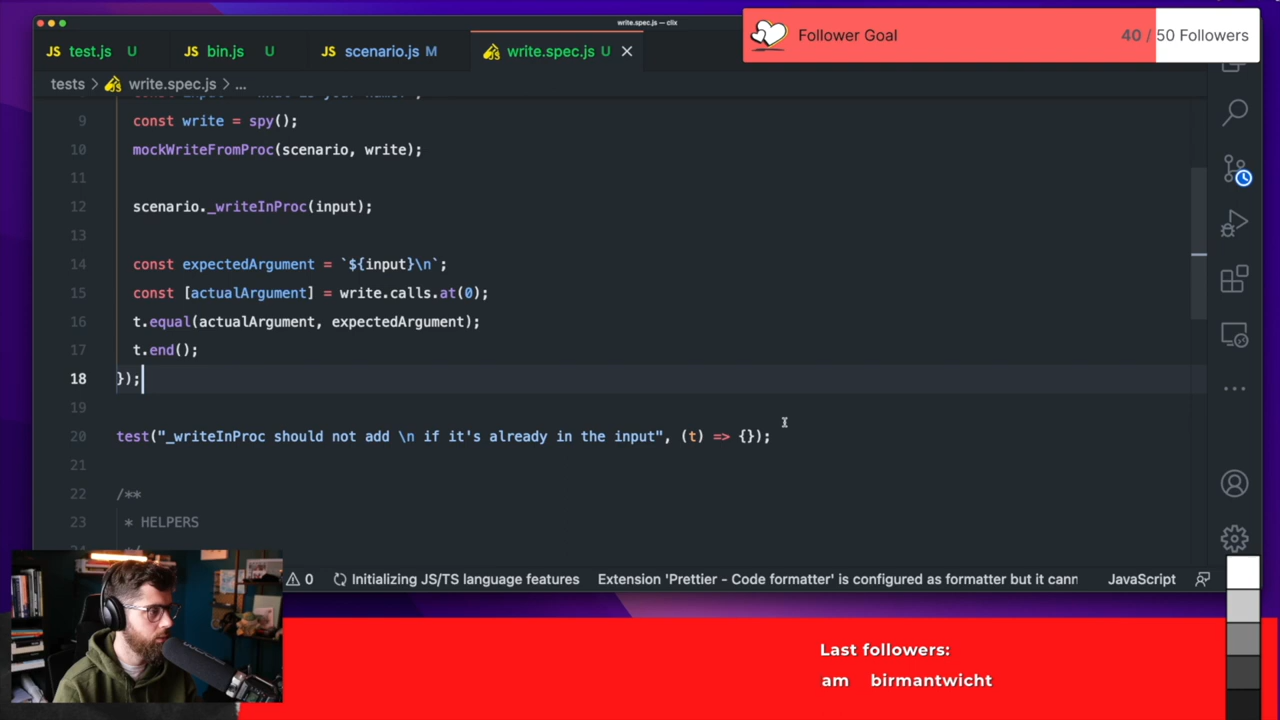 write.spec.js — clix
Follower Goal
40 / 50 Followers
JS test.js U
JS bin.js U
JS scenario.js M
write.spec.js U
tests > write.spec.js > ...
9 const write = spy();
10 mockWriteFromProc(scenario, write);
11
12 scenario._writeInProc(input);
13
14 const expectedArgument = `${input}\n`;
15 const [actualArgument] = write.calls.at(0);
16 t.equal(actualArgument, expectedArgument);
17 t.end();
18 });
19
20 test("_writeInProc should not add \n if it's already in the input", (t) => {});
21
22 /**
23 * HELPERS
0 Initializing JS/TS language features Extension 'Prettier - Code formatter' is configured as formatter but it cann JavaScript
Last followers:
am birmantwicht